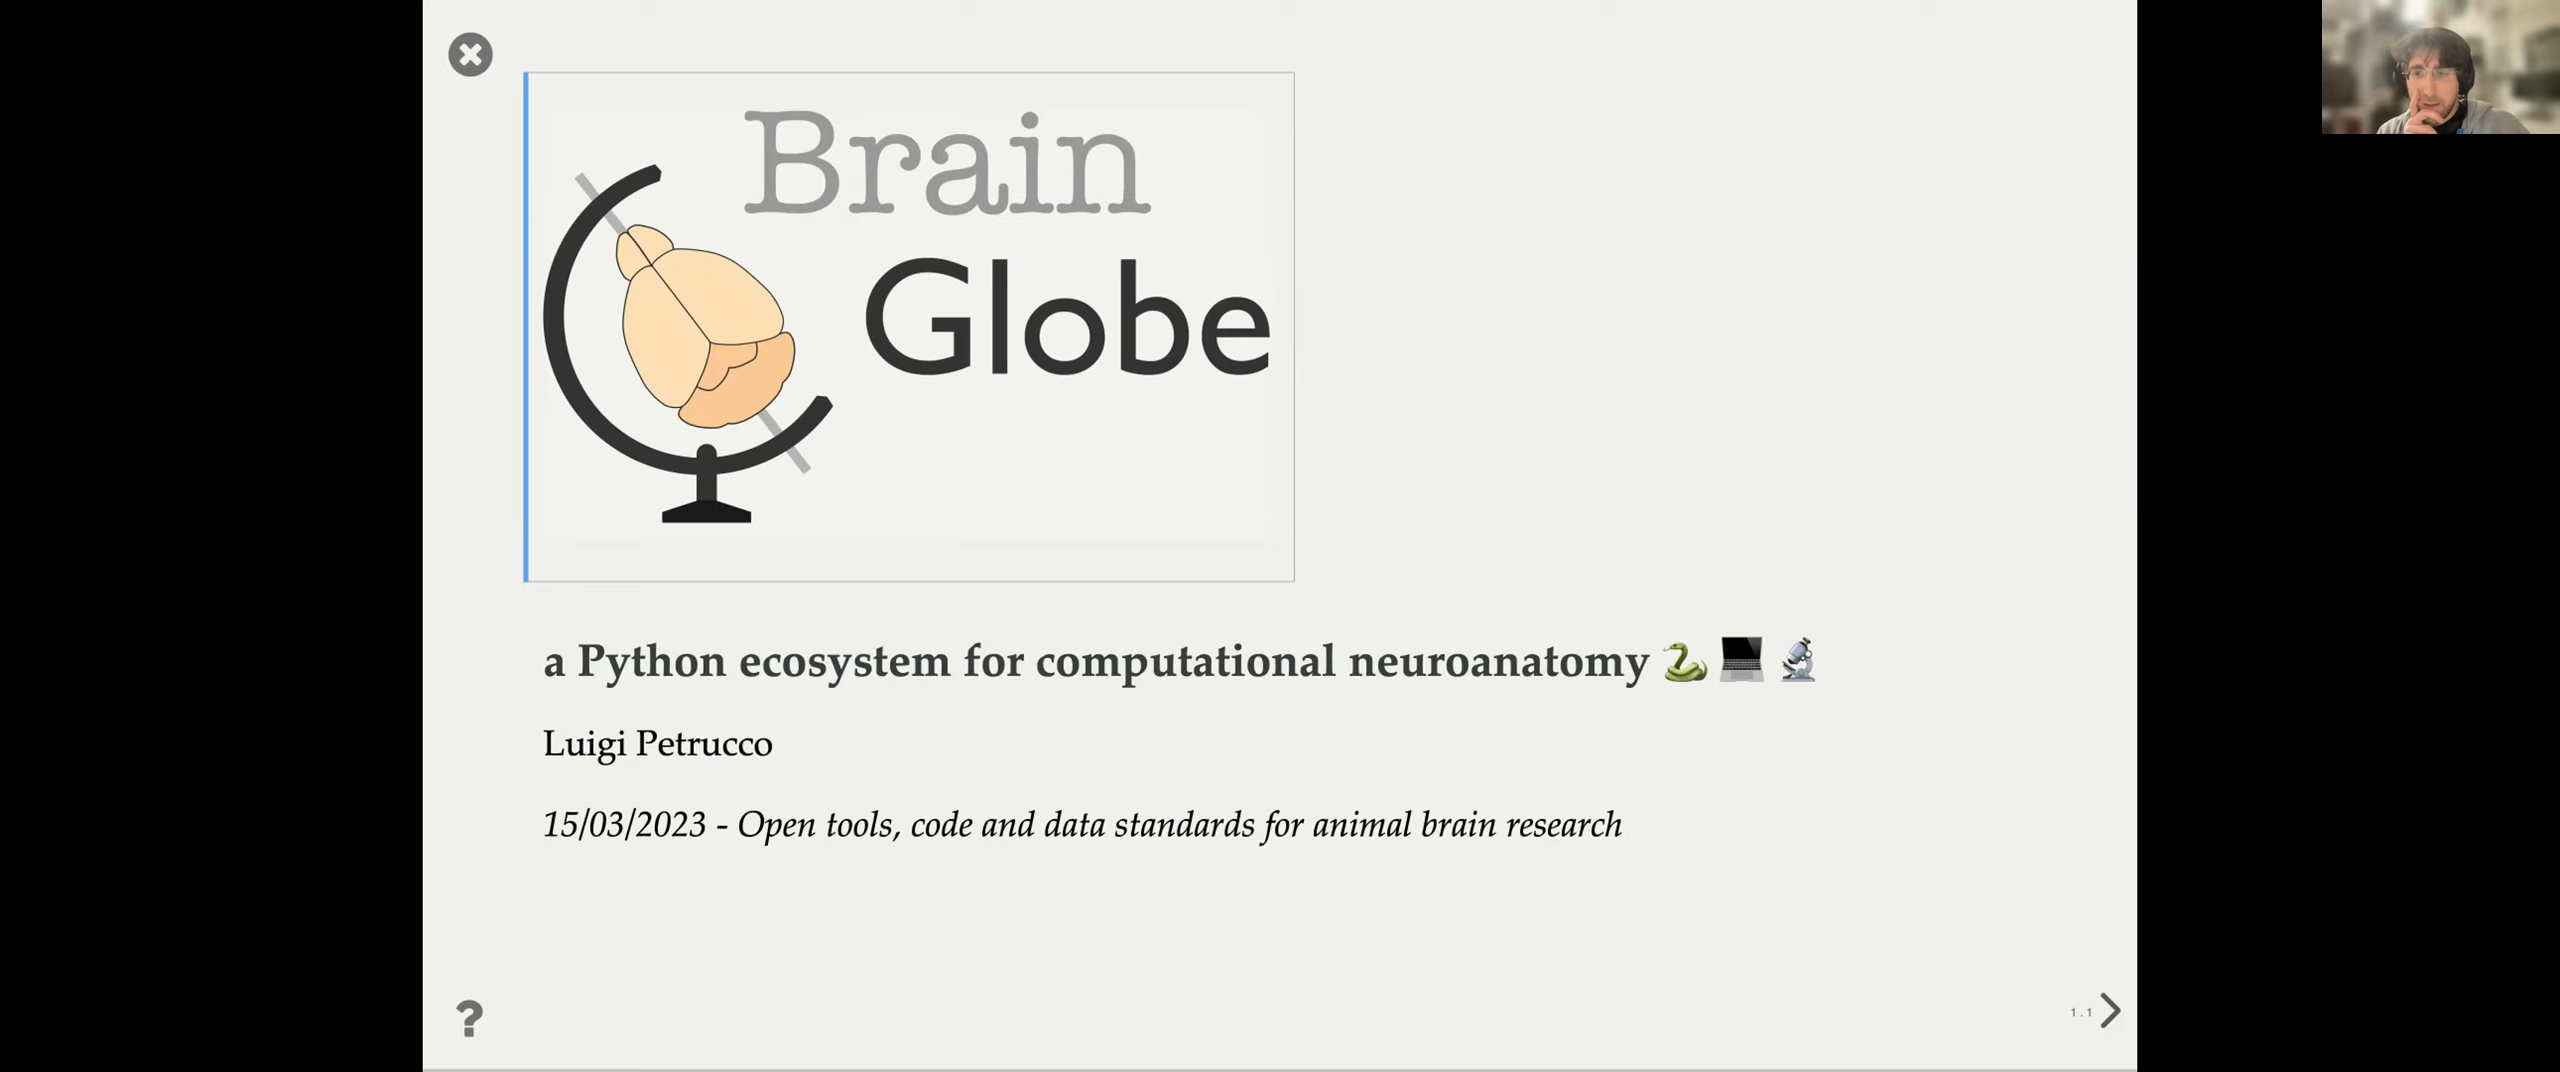 Brain
Globe
a Python ecosystem for computational neuroanatomy 🐍 💻 🔬
Luigi Petrucco
15/03/2023 - Open tools, code and data standards for animal brain research
?
1.1